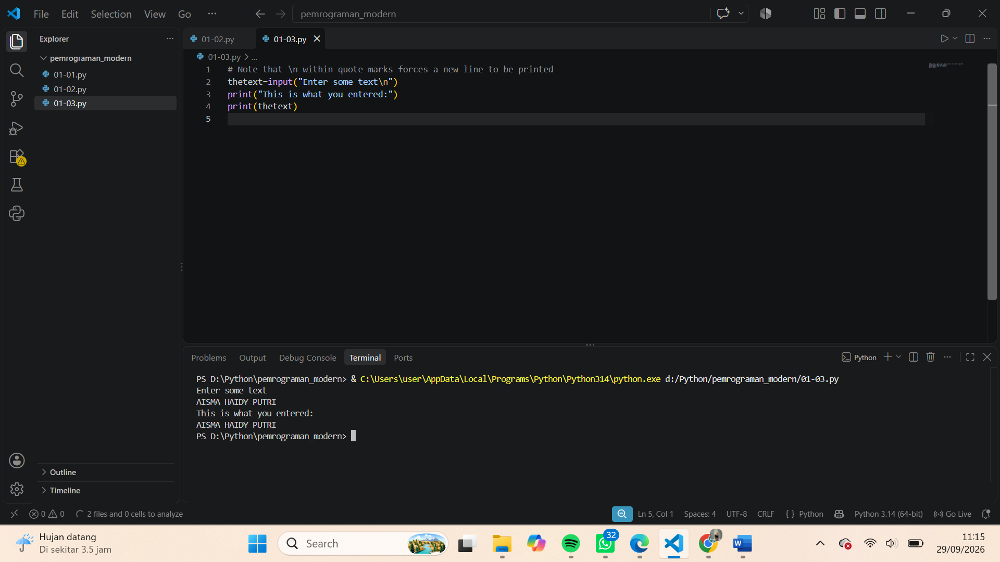 File Edit Selection View Go
pemrograman_modern
Explorer
pemrograman_modern
01-01.py
01-02.py
01-03.py
Outline
Timeline
01-02.py
01-03.py
01-03.py > ...
1 # Note that \n within quote marks forces a new line to be printed
2 thetext=input("Enter some text\n")
3 print("This is what you entered:")
4 print(thetext)
5
Problems Output Debug Console Terminal Ports
Python
PS D:\Python\pemrograman_modern> & C:\Users\user\AppData\Local\Programs\Python\Python314\python.exe d:/Python/pemrograman_modern/01-03.py
Enter some text
AISMA HAIDY PUTRI
This is what you entered:
AISMA HAIDY PUTRI
PS D:\Python\pemrograman_modern>
0 0 2 files and 0 cells to analyze
Ln 5, Col 1 Spaces: 4 UTF-8 CRLF { } Python Python 3.14 (64-bit) Go Live
Hujan datang
Di sekitar 3.5 jam
Search
32
W
11:15
29/09/2026